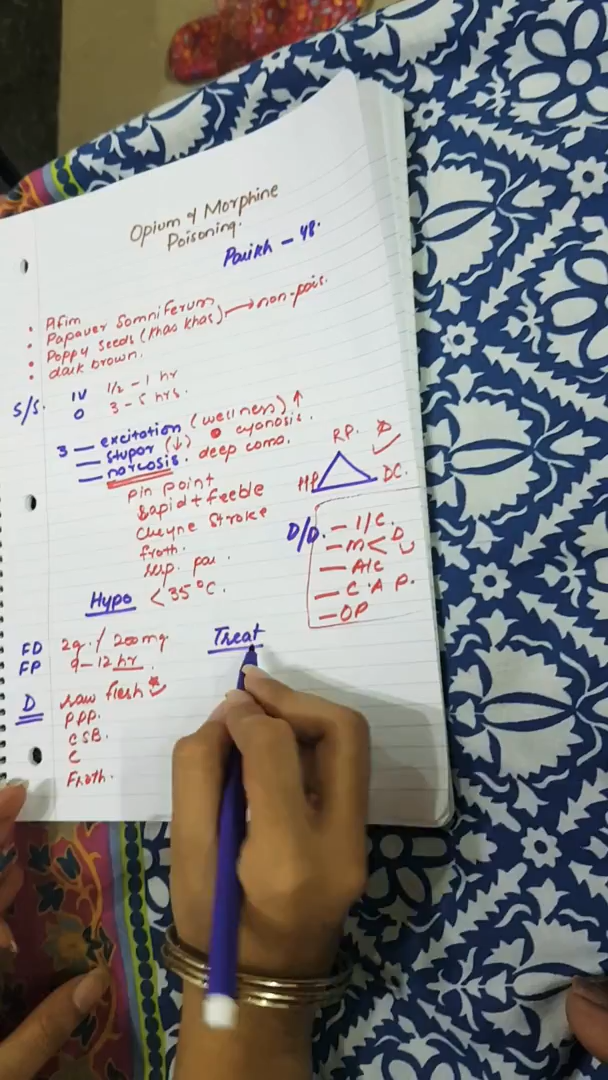 Opium & Morphine
Poisoning.
Parikh – 48.
• Afim
• Papaver Somniferum
• Poppy seeds (khas khas) → non-pois.
• dark brown.
S/S. IV 1/2 – 1 hr
O 3 – 5 hrs.
3 — excitation (wellness) ↑
— stupor (↓) • cyanosis.
— narcosis. deep coma.
RP.
HP DC.
pin point
Rapid + feeble
Cheyne Stroke
froth.
resp. par.
Hypo < 35°C.
D/D. – I/C.
– M < D
– A/C
– C.A P.
– OP
FD 2g / 200mg
FP 9–12 hr.
Treat
D raw flesh
PPP.
CSB.
C
Froth.